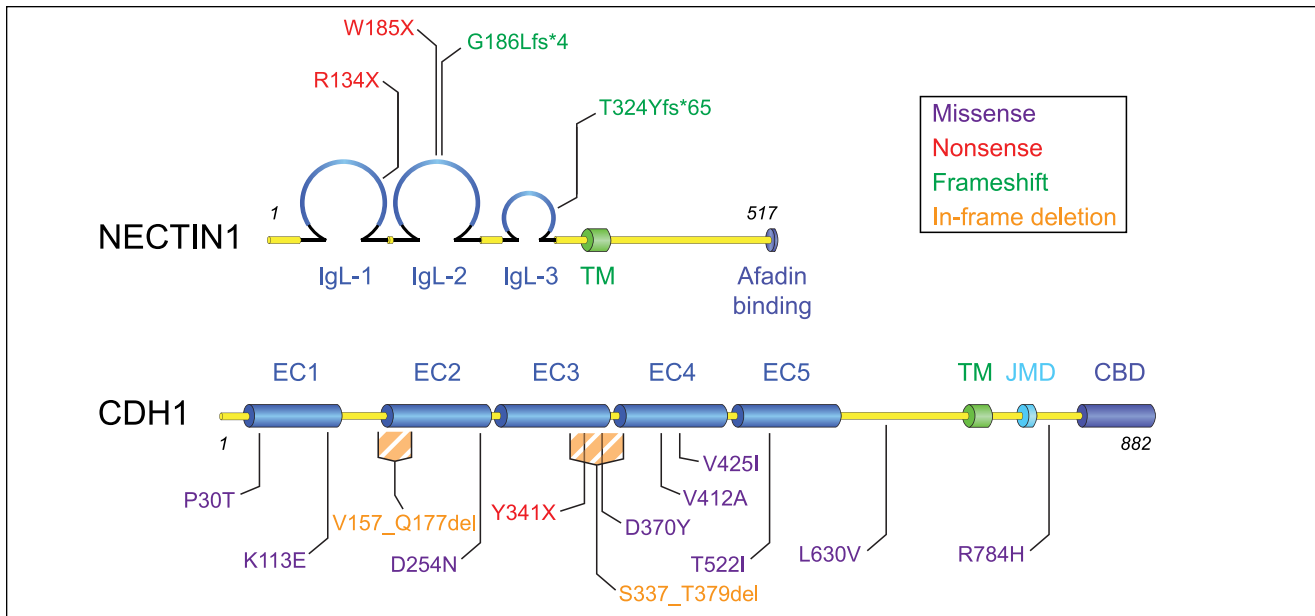 W185X
G186Lfs*4
R134X
T324Yfs*65
Missense
Nonsense
Frameshift
In-frame deletion
1
517
NECTIN1
IgL-1
IgL-2
IgL-3
TM
Afadin
binding
EC1
EC2
EC3
EC4
EC5
TM
JMD
CBD
CDH1
1
882
P30T
K113E
V157_Q177del
D254N
Y341X
S337_T379del
D370Y
V412A
V425I
T522I
L630V
R784H